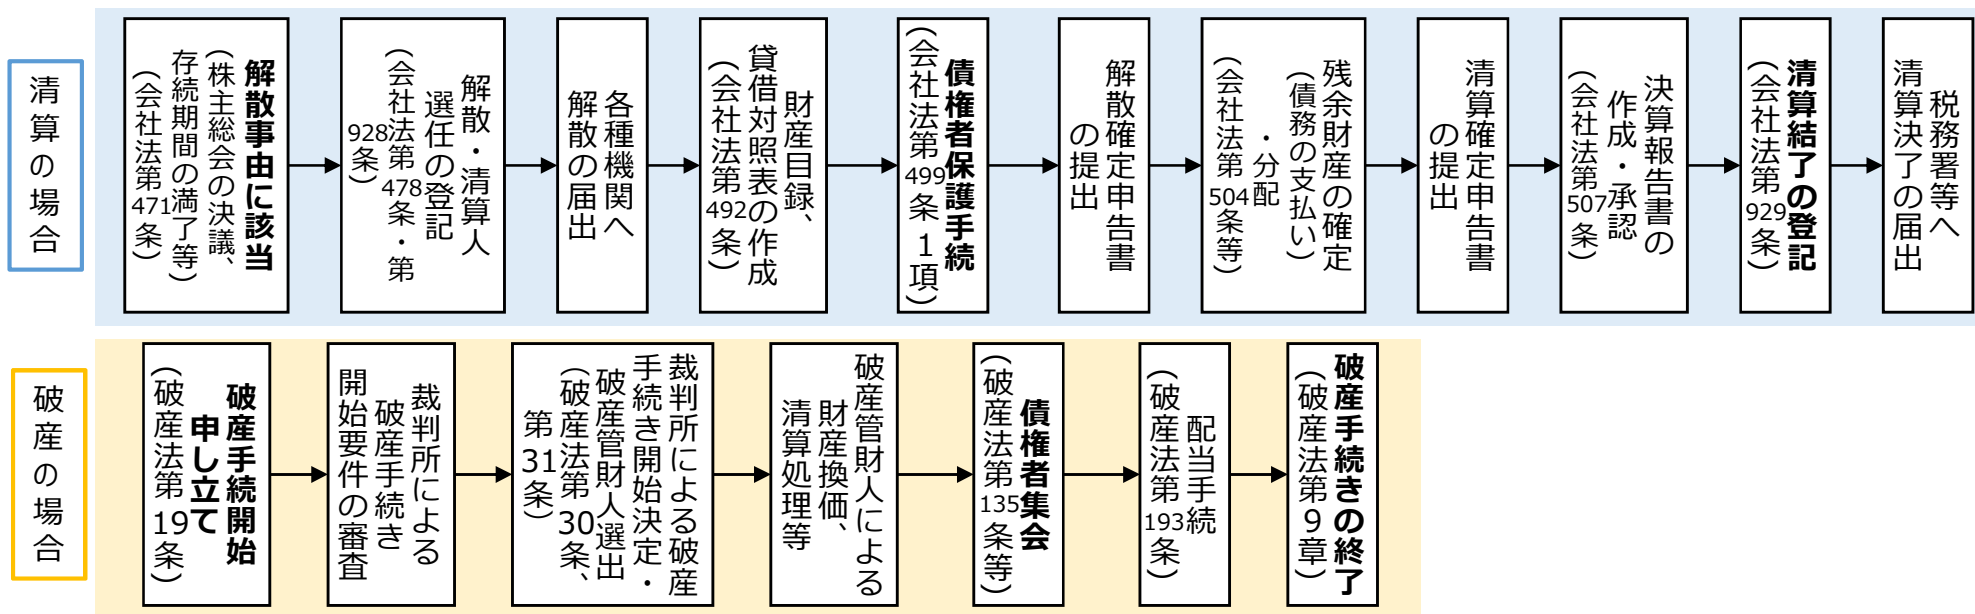 清算の場合
解散事由に該当
(株主総会の決議、
存続期間の満了等)
(会社法第471条)
解散・清算人
選任の登記
(会社法第478条・第
928条)
各種機関へ
解散の届出
財産目録、
貸借対照表の作成
(会社法第492条)
債権者保護手続
(会社法第499条1項)
解散確定申告書
の提出
残余財産の確定
(債務の支払い)
・分配
(会社法第504条等)
清算確定申告書
の提出
決算報告書の
作成・承認
(会社法第507条)
清算結了の登記
(会社法第929条)
税務署等へ
清算決了の届出
破産の場合
破産手続開始
申し立て
(破産法第19条)
裁判所による
破産手続き
開始要件の審査
裁判所による破産
手続き開始決定・
破産管財人選出
(破産法第30条、
第31条)
破産管財人による
財産換価、
清算処理等
債権者集会
(破産法第135条等)
配当手続
(破産法第193条)
破産手続きの終了
(破産法第9章)